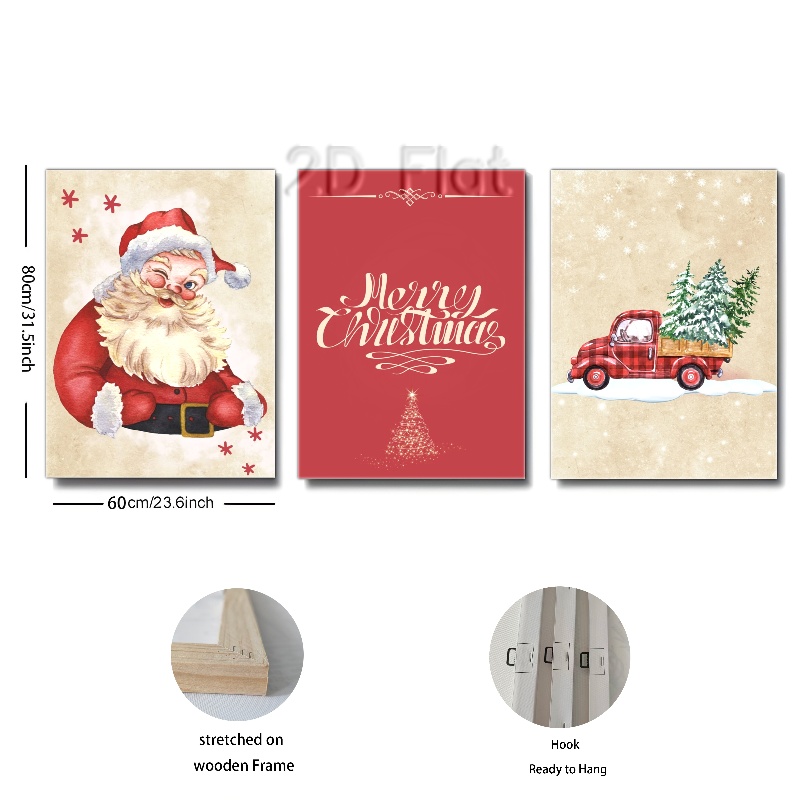 2D Flat
80cm/31.5inch
Merry
Christmas
60cm/23.6inch
stretched on
wooden Frame
Hook
Ready to Hang